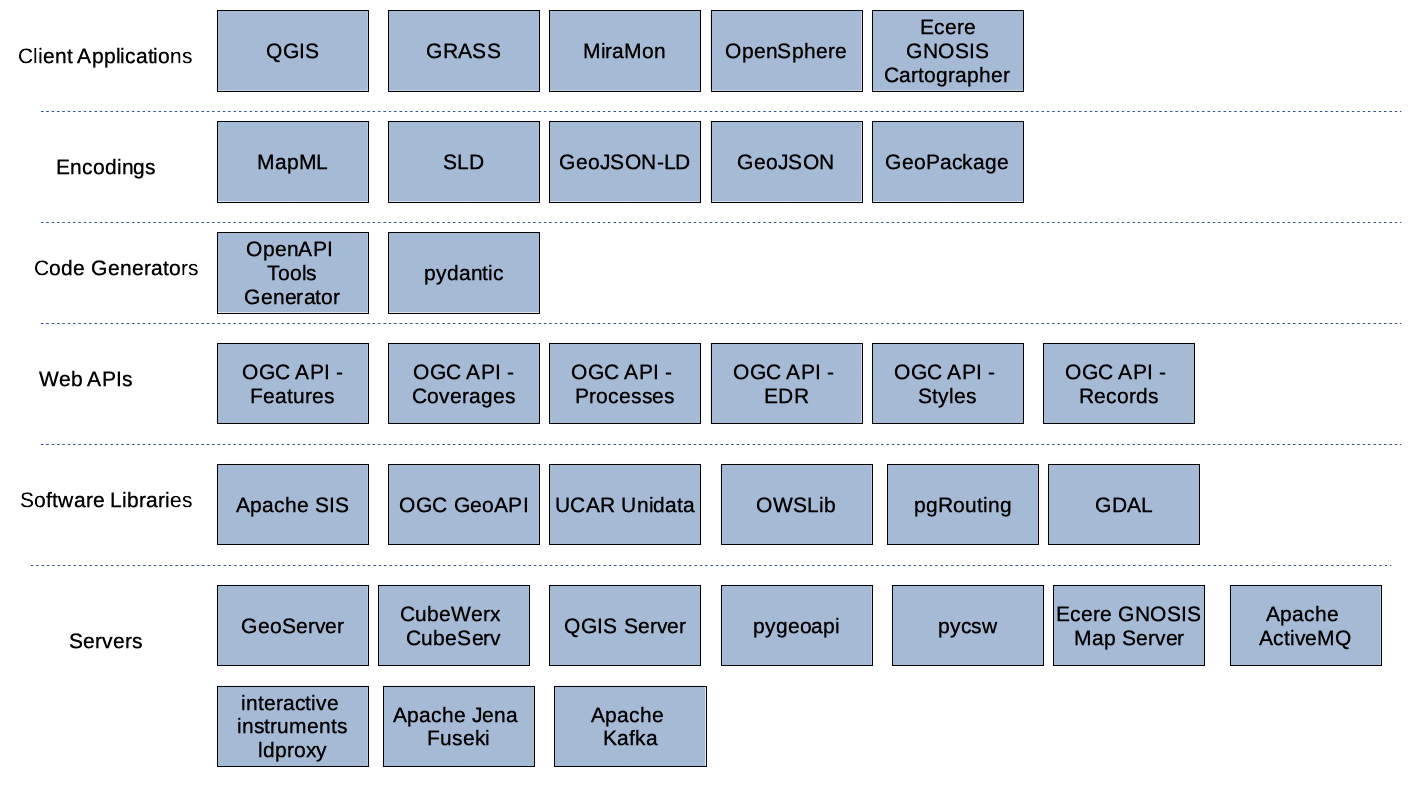 Client Applications
QGIS
GRASS
MiraMon
OpenSphere
Ecere
GNOSIS
Cartographer
Encodings
MapML
SLD
GeoJSON-LD
GeoJSON
GeoPackage
Code Generators
OpenAPI
Tools
Generator
pydantic
Web APIs
OGC API -
Features
OGC API -
Coverages
OGC API -
Processes
OGC API -
EDR
OGC API -
Styles
OGC API -
Records
Software Libraries
Apache SIS
OGC GeoAPI
UCAR Unidata
OWSLib
pgRouting
GDAL
Servers
GeoServer
CubeWerx
CubeServ
QGIS Server
pygeoapi
pycsw
Ecere GNOSIS
Map Server
Apache
ActiveMQ
interactive
instruments
ldproxy
Apache Jena
Fuseki
Apache
Kafka